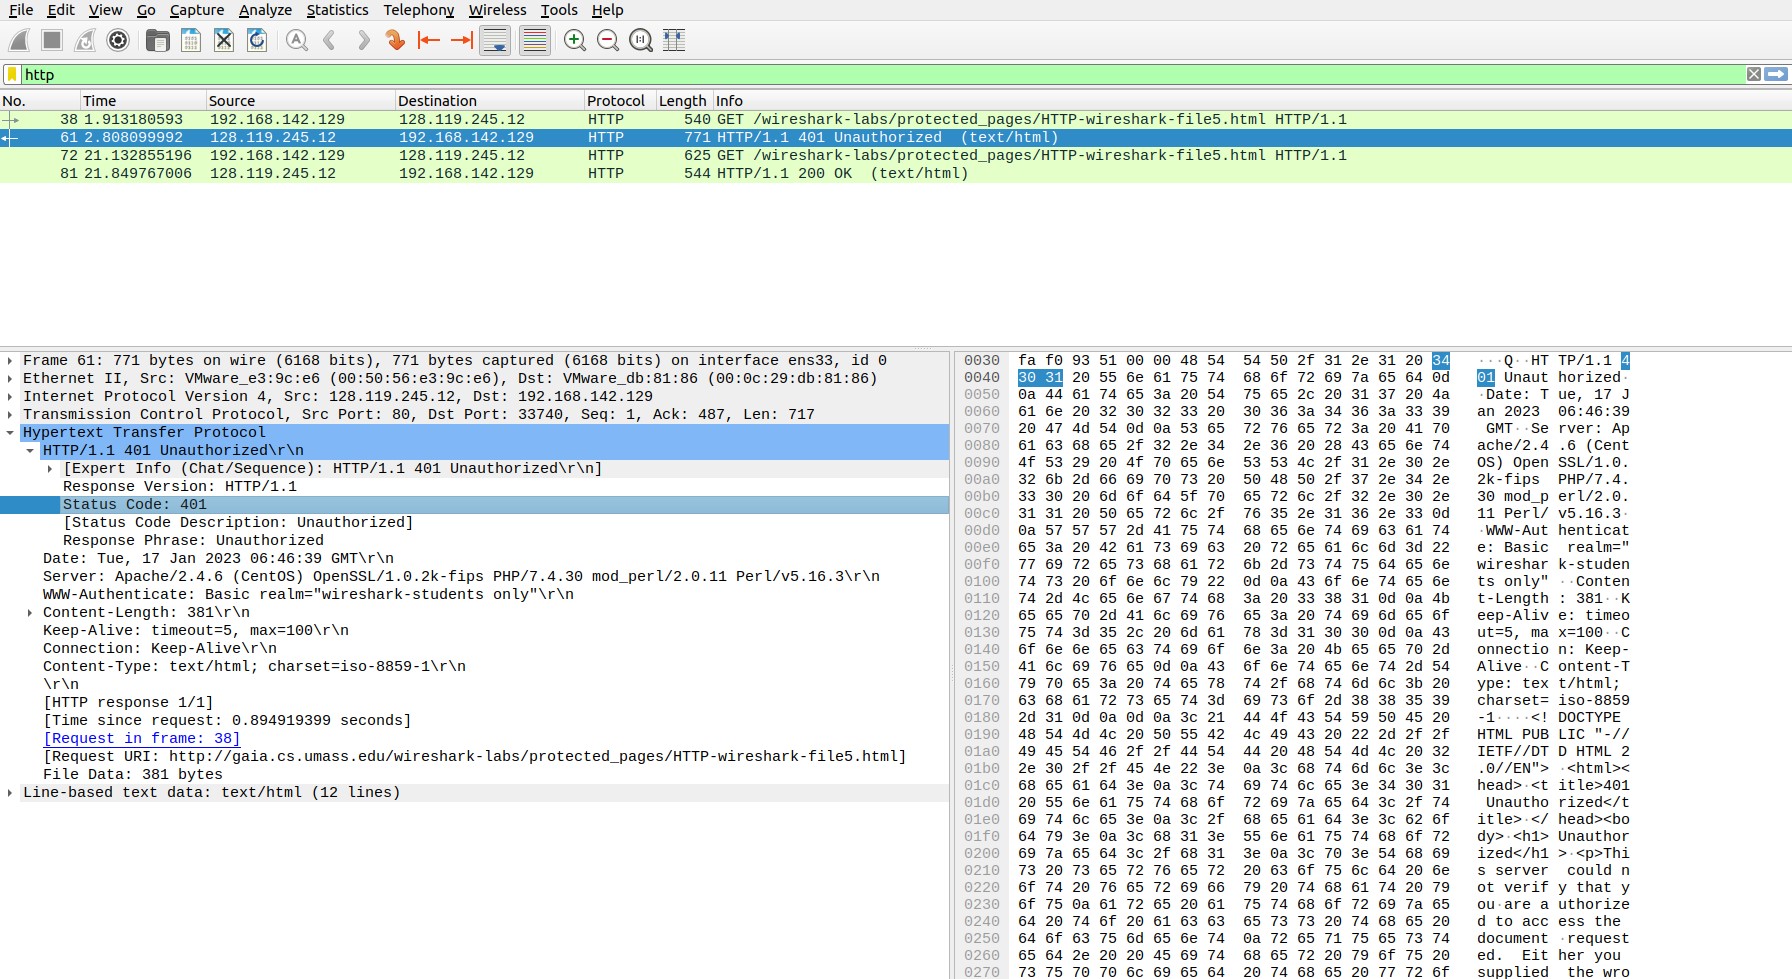 File Edit View Go Capture Analyze Statistics Telephony Wireless Tools Help
http
No. Time Source Destination Protocol Length Info
38 1.913180593 192.168.142.129 128.119.245.12 HTTP 540 GET /wireshark-labs/protected_pages/HTTP-wireshark-file5.html HTTP/1.1
61 2.808099992 128.119.245.12 192.168.142.129 HTTP 771 HTTP/1.1 401 Unauthorized  (text/html)
72 21.132855196 192.168.142.129 128.119.245.12 HTTP 625 GET /wireshark-labs/protected_pages/HTTP-wireshark-file5.html HTTP/1.1
81 21.849767006 128.119.245.12 192.168.142.129 HTTP 544 HTTP/1.1 200 OK  (text/html)
Frame 61: 771 bytes on wire (6168 bits), 771 bytes captured (6168 bits) on interface ens33, id 0
Ethernet II, Src: VMware_e3:9c:e6 (00:50:56:e3:9c:e6), Dst: VMware_db:81:86 (00:0c:29:db:81:86)
Internet Protocol Version 4, Src: 128.119.245.12, Dst: 192.168.142.129
Transmission Control Protocol, Src Port: 80, Dst Port: 33740, Seq: 1, Ack: 487, Len: 717
Hypertext Transfer Protocol
HTTP/1.1 401 Unauthorized\r\n
[Expert Info (Chat/Sequence): HTTP/1.1 401 Unauthorized\r\n]
Response Version: HTTP/1.1
Status Code: 401
[Status Code Description: Unauthorized]
Response Phrase: Unauthorized
Date: Tue, 17 Jan 2023 06:46:39 GMT\r\n
Server: Apache/2.4.6 (CentOS) OpenSSL/1.0.2k-fips PHP/7.4.30 mod_perl/2.0.11 Perl/v5.16.3\r\n
WWW-Authenticate: Basic realm="wireshark-students only"\r\n
Content-Length: 381\r\n
Keep-Alive: timeout=5, max=100\r\n
Connection: Keep-Alive\r\n
Content-Type: text/html; charset=iso-8859-1\r\n
\r\n
[HTTP response 1/1]
[Time since request: 0.894919399 seconds]
[Request in frame: 38]
[Request URI: http://gaia.cs.umass.edu/wireshark-labs/protected_pages/HTTP-wireshark-file5.html]
File Data: 381 bytes
Line-based text data: text/html (12 lines)
0030 fa f0 93 51 00 00 48 54 54 50 2f 31 2e 31 20 34 ···Q··HT TP/1.1 4
0040 30 31 20 55 6e 61 75 74 68 6f 72 69 7a 65 64 0d 01 Unaut horized·
0050 0a 44 61 74 65 3a 20 54 75 65 2c 20 31 37 20 4a ·Date: T ue, 17 J
0060 61 6e 20 32 30 32 33 20 30 36 3a 34 36 3a 33 39 an 2023 06:46:39
0070 20 47 4d 54 0d 0a 53 65 72 76 65 72 3a 20 41 70 GMT··Se rver: Ap
0080 61 63 68 65 2f 32 2e 34 2e 36 20 28 43 65 6e 74 ache/2.4 .6 (Cent
0090 4f 53 29 20 4f 70 65 6e 53 53 4c 2f 31 2e 30 2e OS) Open SSL/1.0.
00a0 32 6b 2d 66 69 70 73 20 50 48 50 2f 37 2e 34 2e 2k-fips PHP/7.4.
00b0 33 30 20 6d 6f 64 5f 70 65 72 6c 2f 32 2e 30 2e 30 mod_p erl/2.0.
00c0 31 31 20 50 65 72 6c 2f 76 35 2e 31 36 2e 33 0d 11 Perl/ v5.16.3·
00d0 0a 57 57 57 2d 41 75 74 68 65 6e 74 69 63 61 74 ·WWW-Aut henticat
00e0 65 3a 20 42 61 73 69 63 20 72 65 61 6c 6d 3d 22 e: Basic realm="
00f0 77 69 72 65 73 68 61 72 6b 2d 73 74 75 64 65 6e wireshar k-studen
0100 74 73 20 6f 6e 6c 79 22 0d 0a 43 6f 6e 74 65 6e ts only" ··Conten
0110 74 2d 4c 65 6e 67 74 68 3a 20 33 38 31 0d 0a 4b t-Length : 381··K
0120 65 65 70 2d 41 6c 69 76 65 3a 20 74 69 6d 65 6f eep-Aliv e: timeo
0130 75 74 3d 35 2c 20 6d 61 78 3d 31 30 30 0d 0a 43 ut=5, ma x=100··C
0140 6f 6e 6e 65 63 74 69 6f 6e 3a 20 4b 65 65 70 2d onnectio n: Keep-
0150 41 6c 69 76 65 0d 0a 43 6f 6e 74 65 6e 74 2d 54 Alive··C ontent-T
0160 79 70 65 3a 20 74 65 78 74 2f 68 74 6d 6c 3b 20 ype: tex t/html;
0170 63 68 61 72 73 65 74 3d 69 73 6f 2d 38 38 35 39 charset= iso-8859
0180 2d 31 0d 0a 0d 0a 3c 21 44 4f 43 54 59 50 45 20 -1····<! DOCTYPE
0190 48 54 4d 4c 20 50 55 42 4c 49 43 20 22 2d 2f 2f HTML PUB LIC "-//
01a0 49 45 54 46 2f 2f 44 54 44 20 48 54 4d 4c 20 32 IETF//DT D HTML 2
01b0 2e 30 2f 2f 45 4e 22 3e 0a 3c 68 74 6d 6c 3e 3c .0//EN"> ·<html><
01c0 68 65 61 64 3e 0a 3c 74 69 74 6c 65 3e 34 30 31 head>·<t itle>401
01d0 20 55 6e 61 75 74 68 6f 72 69 7a 65 64 3c 2f 74 Unautho rized</t
01e0 69 74 6c 65 3e 0a 3c 2f 68 65 61 64 3e 3c 62 6f itle>·</ head><bo
01f0 64 79 3e 0a 3c 68 31 3e 55 6e 61 75 74 68 6f 72 dy>·<h1> Unauthor
0200 69 7a 65 64 3c 2f 68 31 3e 0a 3c 70 3e 54 68 69 ized</h1 >·<p>Thi
0210 73 20 73 65 72 76 65 72 20 63 6f 75 6c 64 20 6e s server could n
0220 6f 74 20 76 65 72 69 66 79 20 74 68 61 74 20 79 ot verif y that y
0230 6f 75 0a 61 72 65 20 61 75 74 68 6f 72 69 7a 65 ou·are a uthorize
0240 64 20 74 6f 20 61 63 63 65 73 73 20 74 68 65 20 d to acc ess the
0250 64 6f 63 75 6d 65 6e 74 0a 72 65 71 75 65 73 74 document ·request
0260 65 64 2e 20 20 45 69 74 68 65 72 20 79 6f 75 20 ed.  Eit her you
0270 73 75 70 70 6c 69 65 64 20 74 68 65 20 77 72 6f supplied the wro